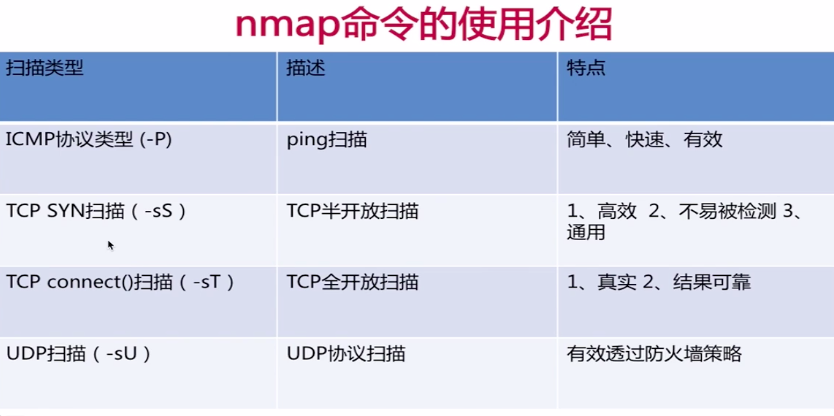 nmap命令的使用介绍
扫描类型 描述 特点
ICMP协议类型 (-P) ping扫描 简单、快速、有效
TCP SYN扫描（-sS） TCP半开放扫描 1、高效 2、不易被检测 3、
通用
TCP connect()扫描（-sT） TCP全开放扫描 1、真实 2、结果可靠
UDP扫描（-sU） UDP协议扫描 有效透过防火墙策略